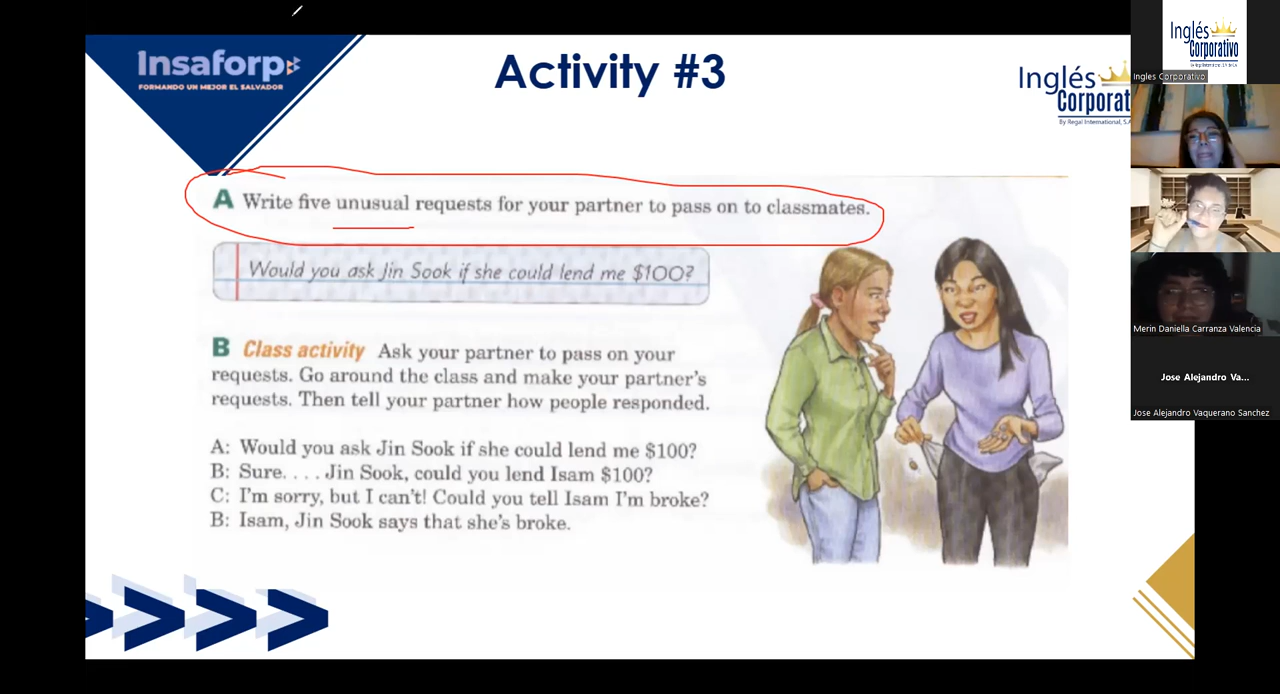 Insaforp
FORMANDO UN MEJOR EL SALVADOR
Activity #3
Inglés
Corporat
By Regal International, S.A
A Write five unusual requests for your partner to pass on to classmates.
Would you ask Jin Sook if she could lend me $100?
B Class activity Ask your partner to pass on your
requests. Go around the class and make your partner's
requests. Then tell your partner how people responded.
A: Would you ask Jin Sook if she could lend me $100?
B: Sure. . . . Jin Sook, could you lend Isam $100?
C: I'm sorry, but I can't! Could you tell Isam I'm broke?
B: Isam, Jin Sook says that she's broke.
Inglés
Corporativo
Ingles Corporativo
Merin Daniella Carranza Valencia
Jose Alejandro Va...
Jose Alejandro Vaquerano Sanchez